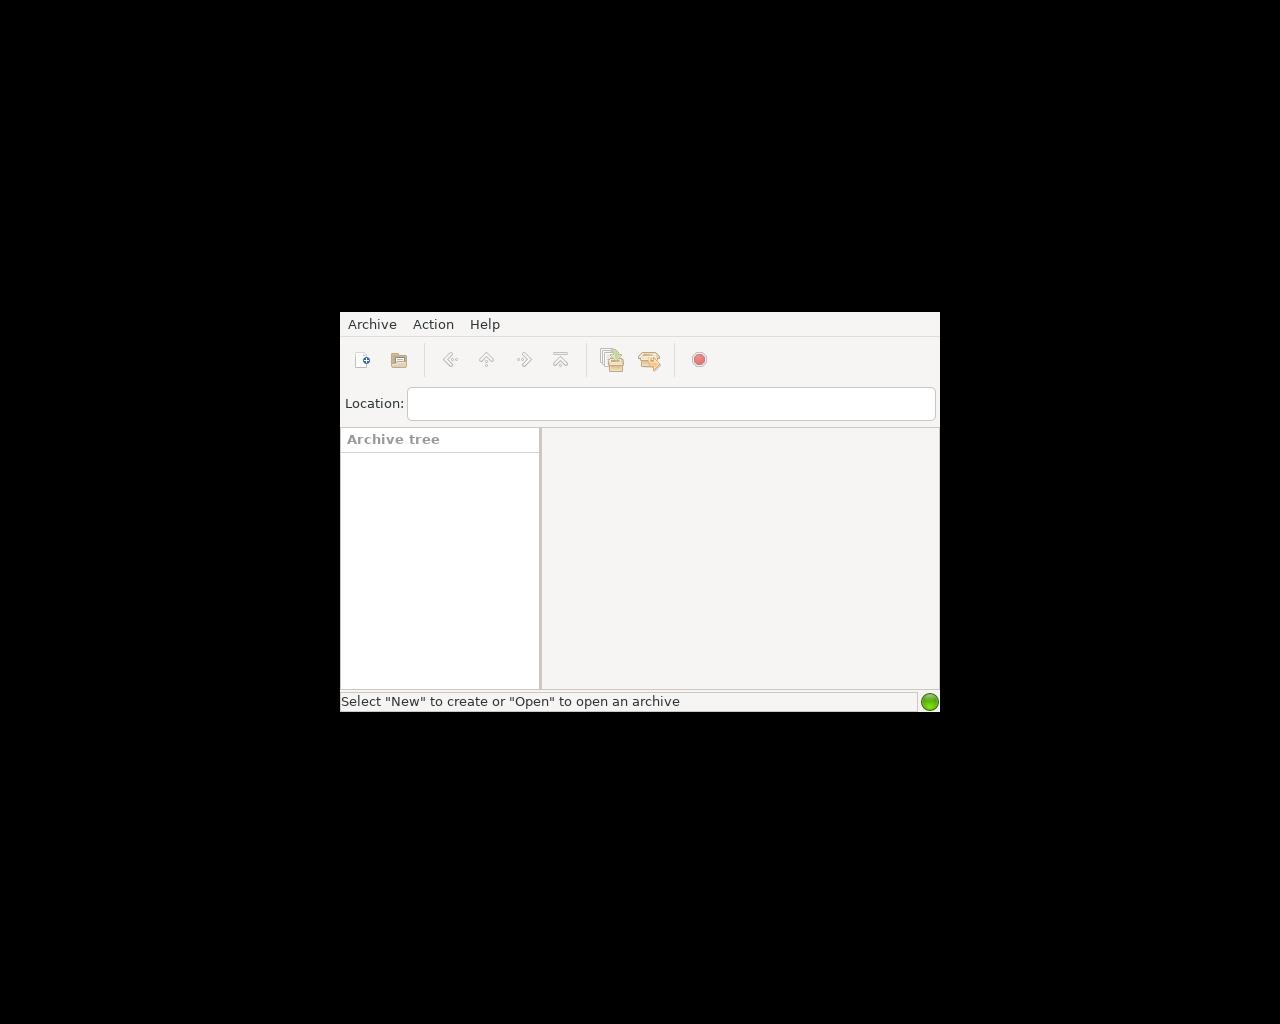 Archive Action Help
Location:
Archive tree
Select "New" to create or "Open" to open an archive